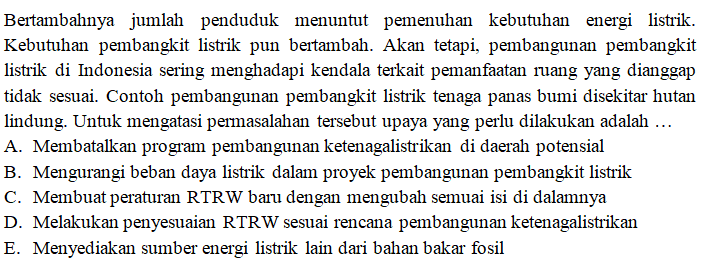 Bertambahnya jumlah penduduk menuntut pemenuhan kebutuhan energi listrik.
Kebutuhan pembangkit listrik pun bertambah. Akan tetapi, pembangunan pembangkit
listrik di Indonesia sering menghadapi kendala terkait pemanfaatan ruang yang dianggap
tidak sesuai. Contoh pembangunan pembangkit listrik tenaga panas bumi disekitar hutan
lindung. Untuk mengatasi permasalahan tersebut upaya yang perlu dilakukan adalah …
A. Membatalkan program pembangunan ketenagalistrikan di daerah potensial
B. Mengurangi beban daya listrik dalam proyek pembangunan pembangkit listrik
C. Membuat peraturan RTRW baru dengan mengubah semuai isi di dalamnya
D. Melakukan penyesuaian RTRW sesuai rencana pembangunan ketenagalistrikan
E. Menyediakan sumber energi listrik lain dari bahan bakar fosil